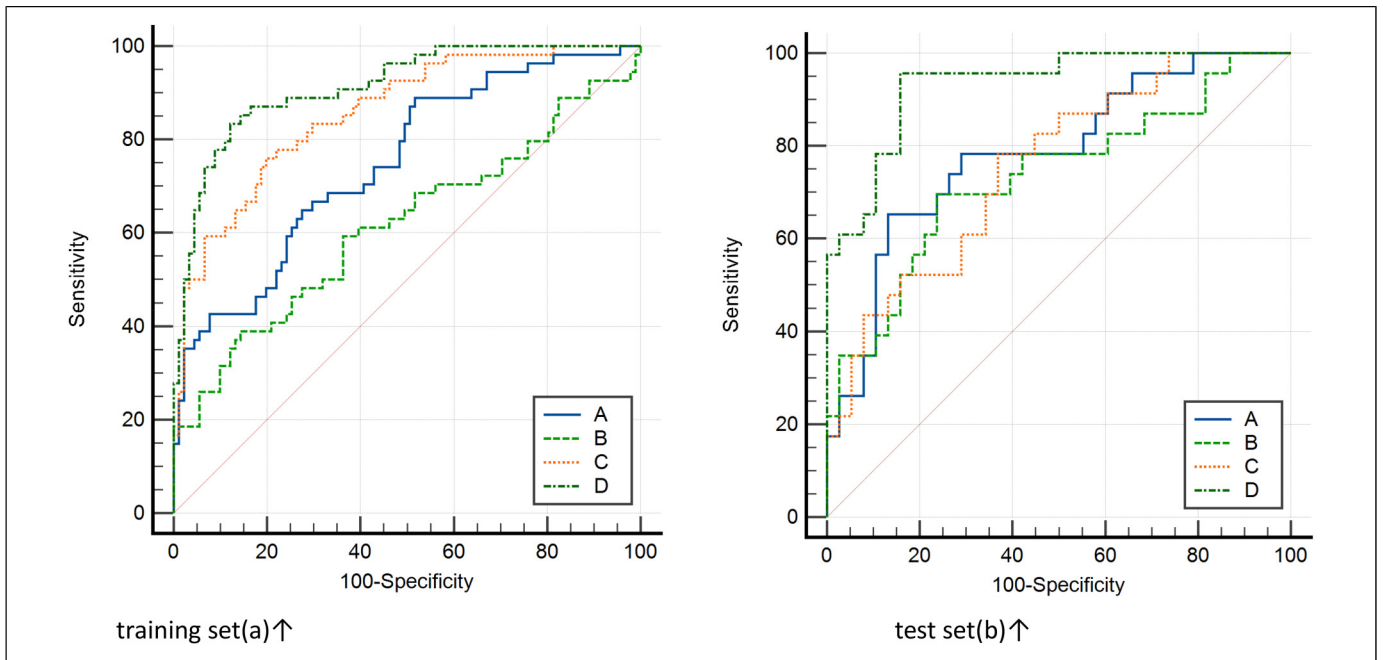 100
80
60
40
20
0
Sensitivity
0 20 40 60 80 100
100-Specificity
A
B
C
D
training set(a)↑
100
80
60
40
20
0
Sensitivity
0 20 40 60 80 100
100-Specificity
A
B
C
D
test set(b)↑